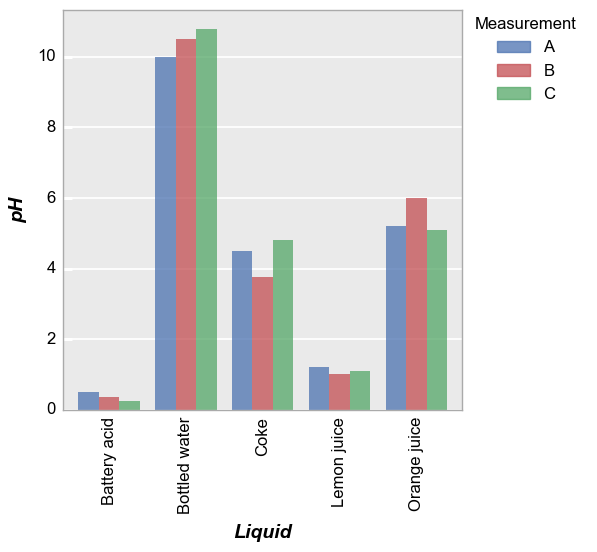 Measurement
A
B
C
pH
10
8
6
4
2
0
Battery acid
Bottled water
Coke
Lemon juice
Orange juice
Liquid